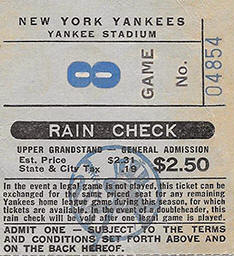 NEW YORK YANKEES
YANKEE STADIUM
8
GAME
No.
04854
RAIN CHECK
UPPER GRANDSTAND — GENERAL ADMISSION
Est. Price $2.31
State & City Tax .19
$2.50
In the event a legal game is not played, this ticket can be
exchanged for the same priced seat for any remaining
Yankees home league game during this season, for which
tickets are available, in the event of a doubleheader, this
rain check will be void after one legal game is played.
ADMIT ONE — SUBJECT TO THE TERMS
AND CONDITIONS SET FORTH ABOVE AND
ON THE BACK HEREOF.